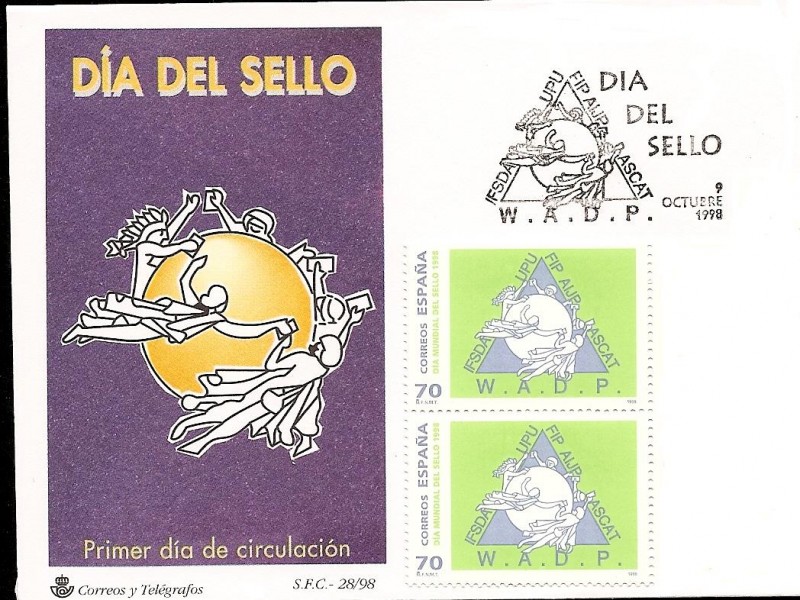 DÍA DEL SELLO
Primer día de circulación
Correos y Telégrafos
S.F.C.- 28/98
UPU
FIP AIJP
IFSDA
ASCAT
W. A. D. P.
DIA
DEL
SELLO
9
OCTUBRE
1998
CORREOS ESPAÑA
DIA MUNDIAL DEL SELLO 1998
70
R.F.N.M.T.
UPU
FIP AIJP
IFSDA
ASCAT
W. A. D. P.
1998
CORREOS ESPAÑA
DIA MUNDIAL DEL SELLO 1998
70
R.F.N.M.T.
UPU
FIP AIJP
IFSDA
ASCAT
W. A. D. P.
1998